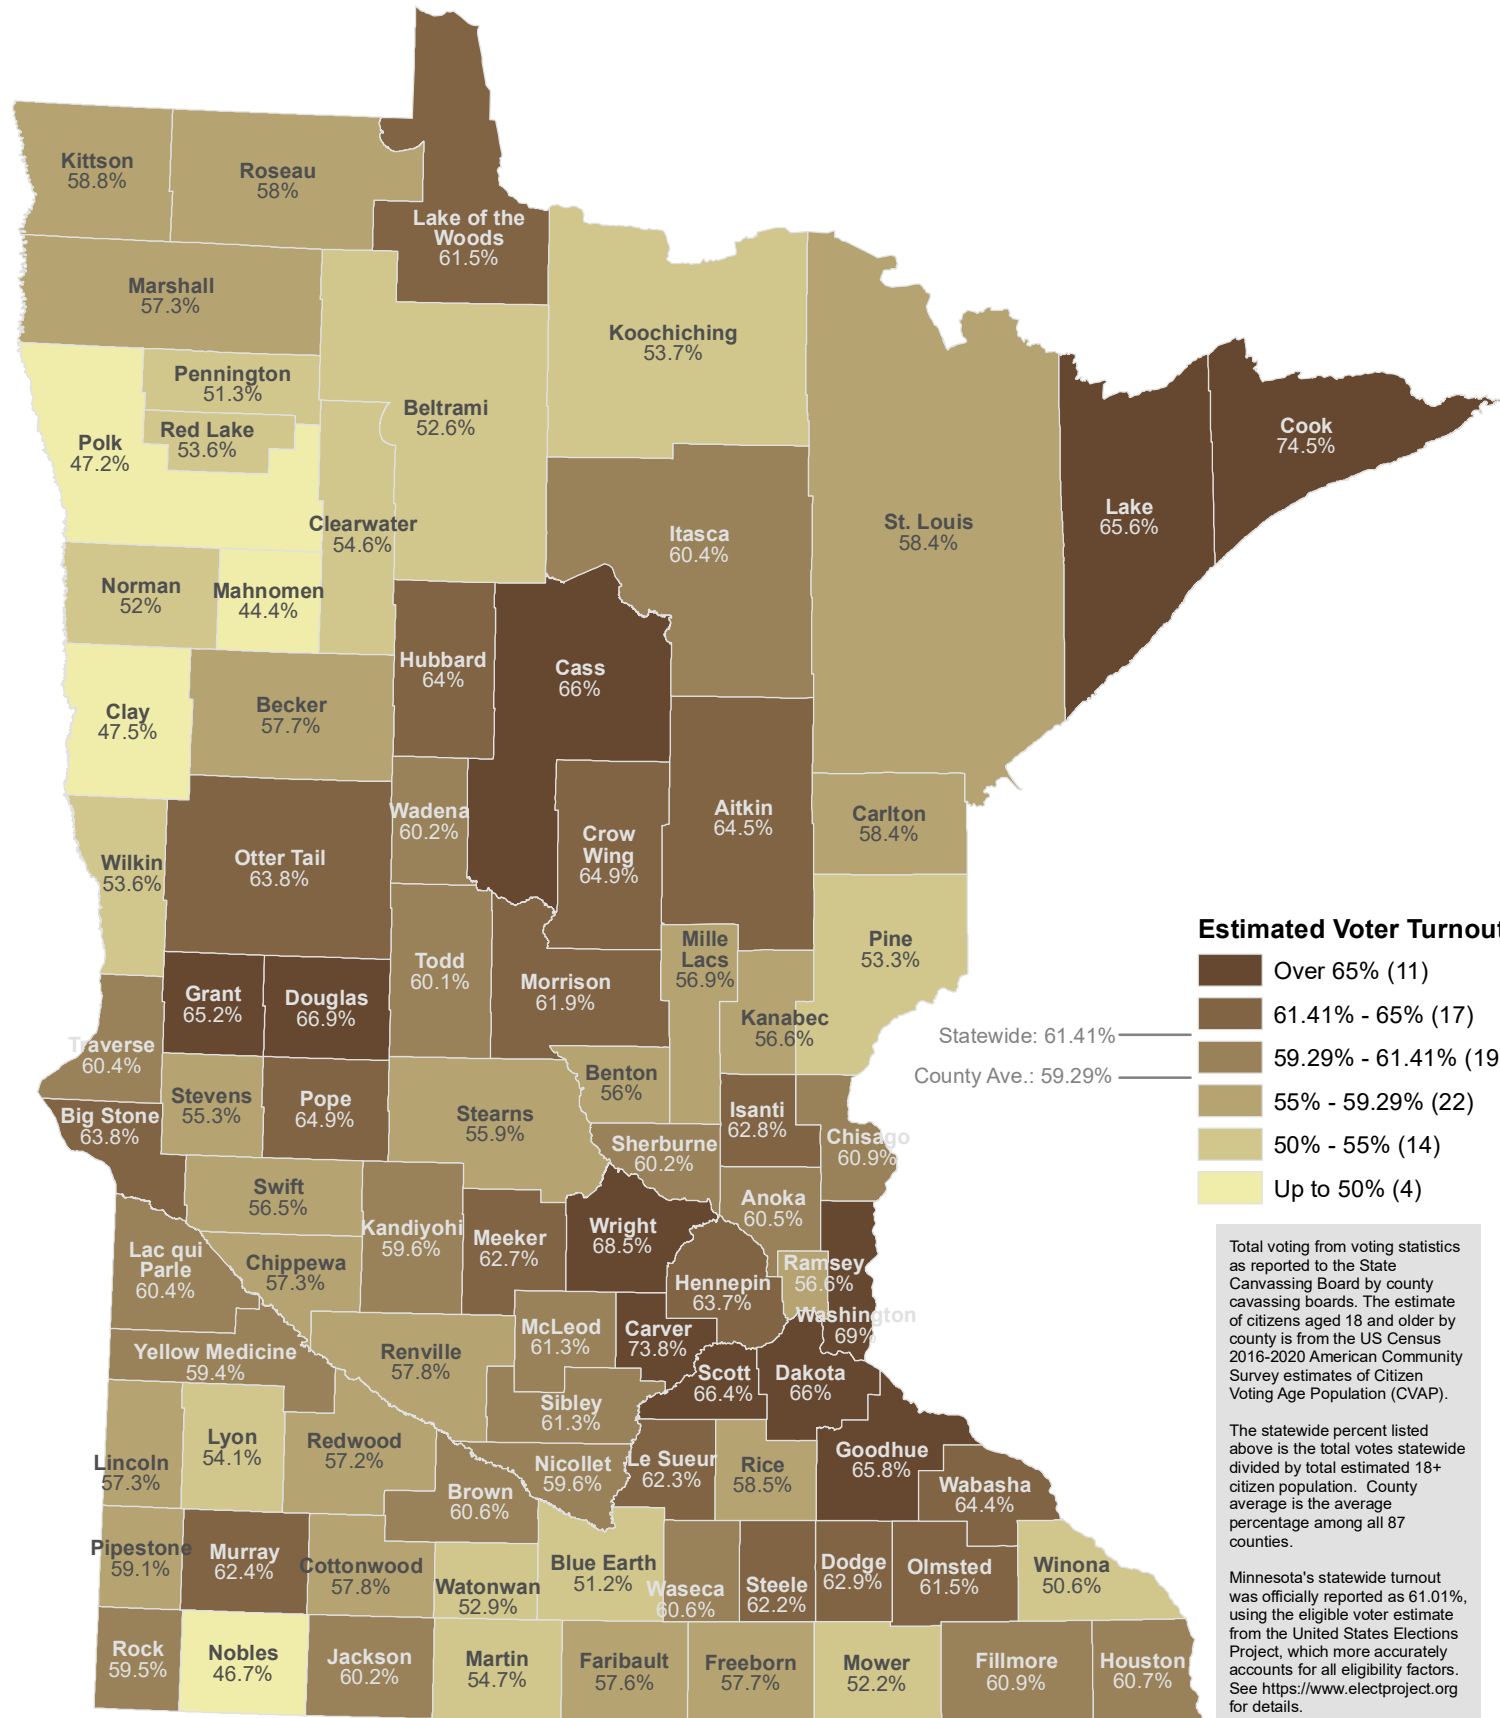 Kittson
58.8%
Roseau
58%
Lake of the
Woods
61.5%
Marshall
57.3%
Koochiching
53.7%
Pennington
51.3%
Beltrami
52.6%
Red Lake
53.6%
Polk
47.2%
Cook
74.5%
Lake
65.6%
St. Louis
58.4%
Clearwater
54.6%
Itasca
60.4%
Norman
52%
Mahnomen
44.4%
Hubbard
64%
Cass
66%
Clay
47.5%
Becker
57.7%
Wadena
60.2%
Aitkin
64.5%
Carlton
58.4%
Crow
Wing
64.9%
Otter Tail
63.8%
Wilkin
53.6%
Mille
Lacs
56.9%
Pine
53.3%
Todd
60.1%
Morrison
61.9%
Grant
65.2%
Douglas
66.9%
Kanabec
56.6%
Traverse
60.4%
Benton
56%
Stevens
55.3%
Pope
64.9%
Big Stone
63.8%
Stearns
55.9%
Isanti
62.8%
Chisago
60.9%
Sherburne
60.2%
Swift
56.5%
Anoka
60.5%
Kandiyohi
59.6%
Meeker
62.7%
Wright
68.5%
Lac qui
Parle
60.4%
Chippewa
57.3%
Hennepin
63.7%
Ramsey
56.6%
Washington
69%
McLeod
61.3%
Carver
73.8%
Yellow Medicine
59.4%
Renville
57.8%
Scott
66.4%
Dakota
66%
Sibley
61.3%
Lyon
54.1%
Redwood
57.2%
Lincoln
57.3%
Nicollet
59.6%
Le Sueur
62.3%
Rice
58.5%
Goodhue
65.8%
Wabasha
64.4%
Brown
60.6%
Pipestone
59.1%
Murray
62.4%
Cottonwood
57.8%
Watonwan
52.9%
Blue Earth
51.2%
Waseca
60.6%
Steele
62.2%
Dodge
62.9%
Olmsted
61.5%
Winona
50.6%
Rock
59.5%
Nobles
46.7%
Jackson
60.2%
Martin
54.7%
Faribault
57.6%
Freeborn
57.7%
Mower
52.2%
Fillmore
60.9%
Houston
60.7%
Estimated Voter Turnout
Over 65% (11)
61.41% - 65% (17)
Statewide: 61.41%
59.29% - 61.41% (19
County Ave.: 59.29%
55% - 59.29% (22)
50% - 55% (14)
Up to 50% (4)
Total voting from voting statistics
as reported to the State
Canvassing Board by county
cavassing boards. The estimate
of citizens aged 18 and older by
county is from the US Census
2016-2020 American Community
Survey estimates of Citizen
Voting Age Population (CVAP).
The statewide percent listed
above is the total votes statewide
divided by total estimated 18+
citizen population. County
average is the average
percentage among all 87
counties.
Minnesota's statewide turnout
was officially reported as 61.01%,
using the eligible voter estimate
from the United States Elections
Project, which more accurately
accounts for all eligibility factors.
See https://www.electproject.org
for details.